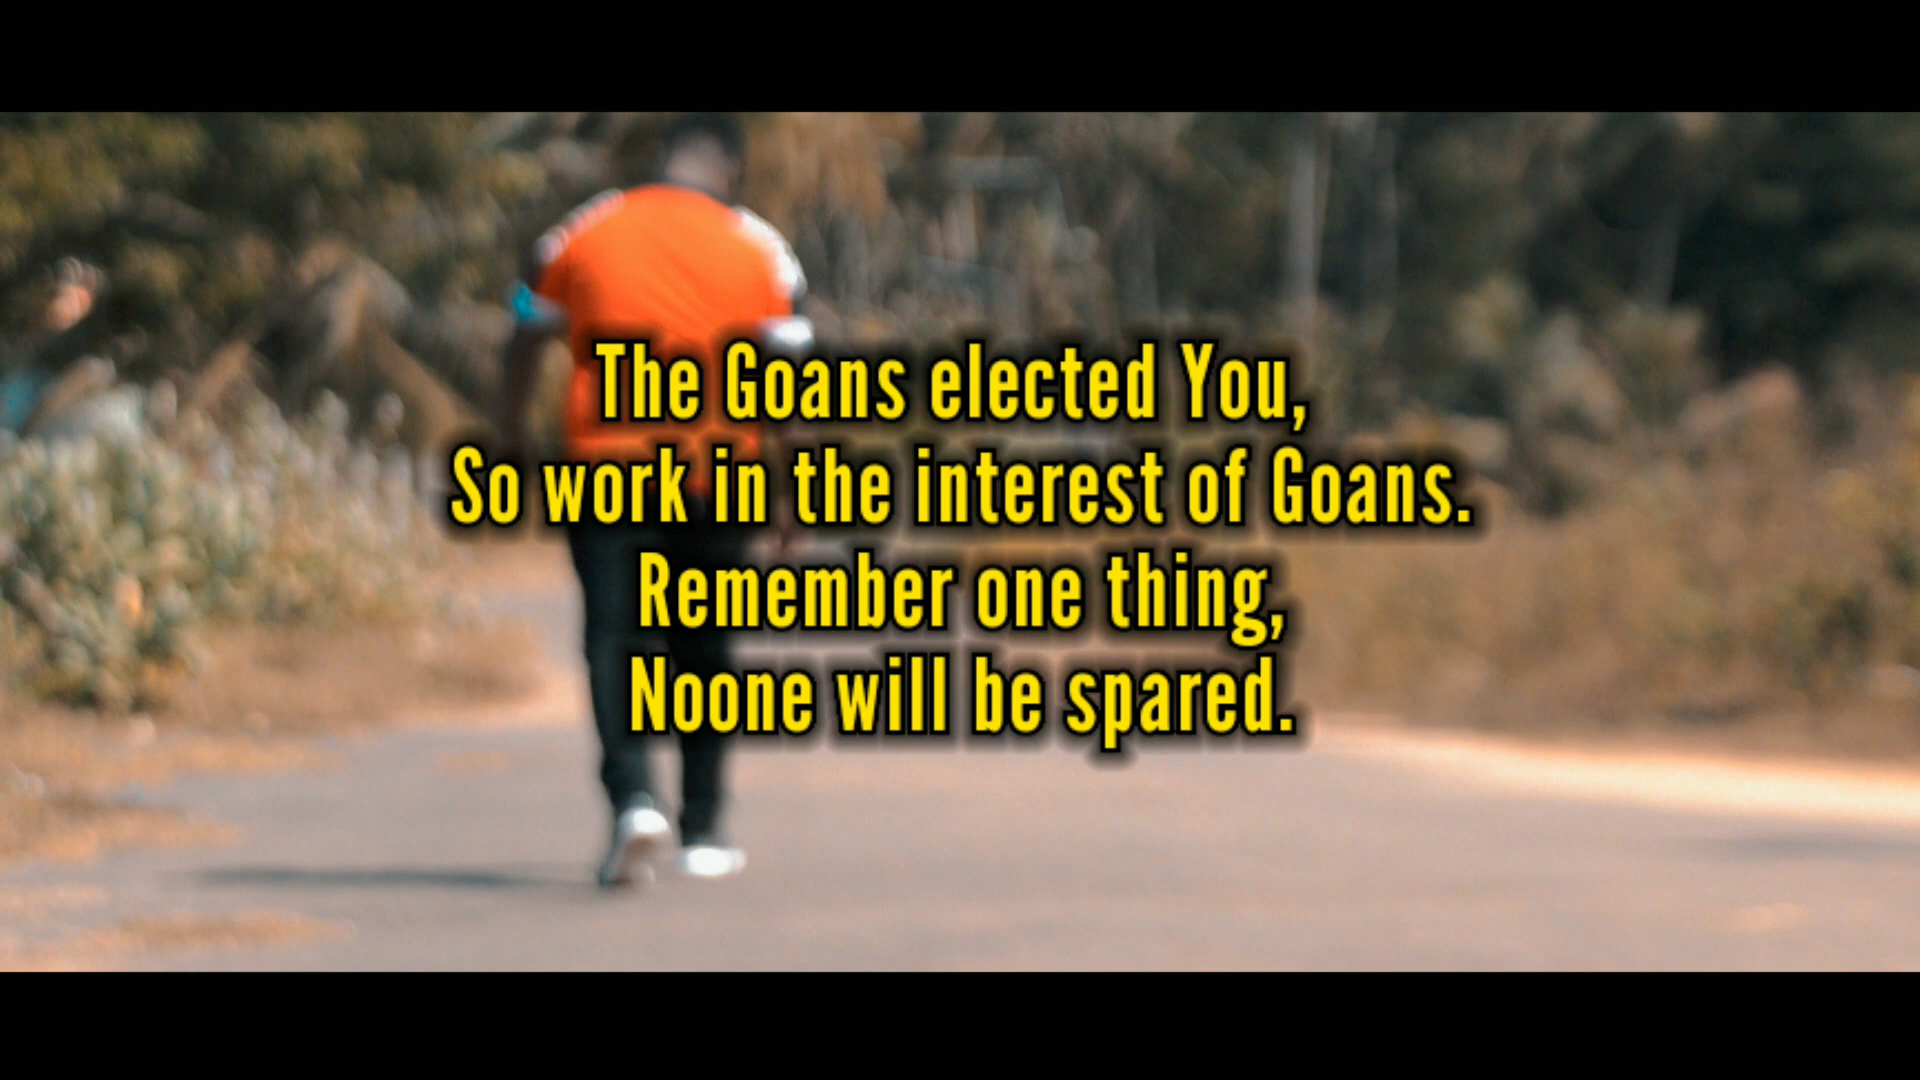 The Goans elected You,
So work in the interest of Goans.
Remember one thing,
Noone will be spared.